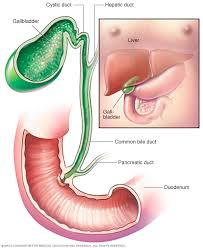 Cystic duct
Hepatic duct
Gallbladder
Liver
Gall-
bladder
Common bile duct
Pancreatic duct
Duodenum